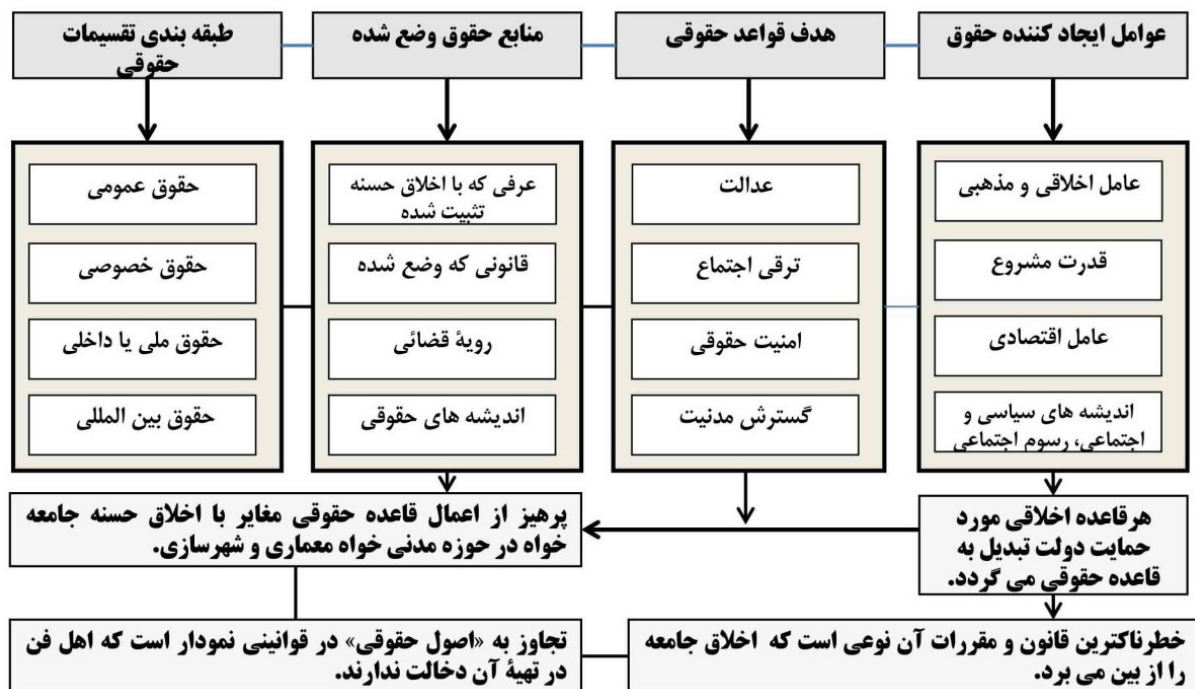 عوامل ایجاد کننده حقوق
هدف قواعد حقوقی
منابع حقوق وضع شده
طبقه بندی تقسیمات
حقوقی
عامل اخلاقی و مذهبی
قدرت مشروع
عامل اقتصادی
اندیشه های سیاسی و
اجتماعی، رسوم اجتماعی
عدالت
ترقی اجتماع
امنیت حقوقی
گسترش مدنیت
عرفی که با اخلاق حسنه
تثبیت شده
قانونی که وضع شده
رویۀ قضائی
اندیشه های حقوقی
حقوق عمومی
حقوق خصوصی
حقوق ملی یا داخلی
حقوق بین المللی
هرقاعده اخلاقی مورد
حمایت دولت تبدیل به
قاعده حقوقی می گردد.
پرهیز از اعمال قاعده حقوقی مغایر با اخلاق حسنه جامعه
خواه در حوزه مدنی خواه معماری و شهرسازی.
خطرناکترین قانون و مقررات آن نوعی است که اخلاق جامعه
را از بین می برد.
تجاوز به «اصول حقوقی» در قوانینی نمودار است که اهل فن
در تهیۀ آن دخالت ندارند.